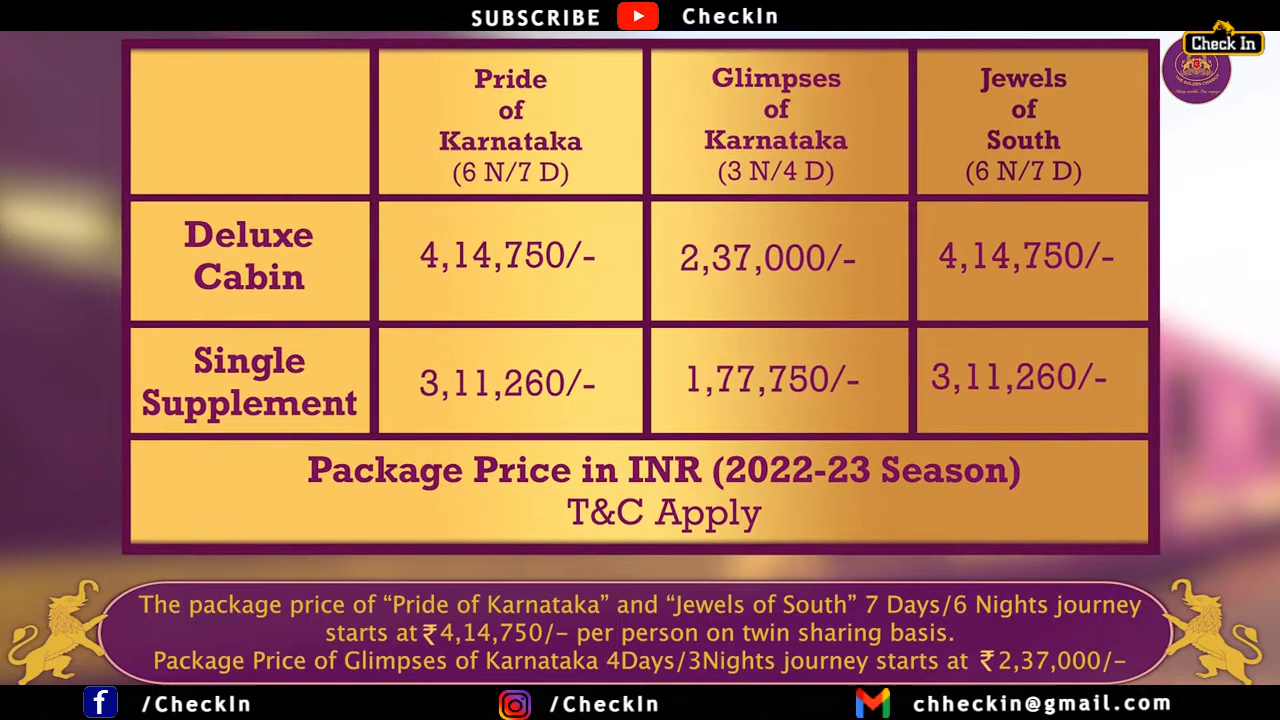 SUBSCRIBE CheckIn
Check In
THE GOLDEN CHARIOT
Pride
of
Karnataka
(6 N/7 D)
Glimpses
of
Karnataka
(3 N/4 D)
Jewels
of
South
(6 N/7 D)
Deluxe
Cabin
4,14,750/-
2,37,000/-
4,14,750/-
Single
Supplement
3,11,260/-
1,77,750/-
3,11,260/-
Package Price in INR (2022-23 Season)
T&C Apply
The package price of “Pride of Karnataka” and “Jewels of South” 7 Days/6 Nights journey
starts at ₹4,14,750/- per person on twin sharing basis.
Package Price of Glimpses of Karnataka 4Days/3Nights journey starts at ₹2,37,000/-
/CheckIn
/CheckIn
chheckin@gmail.com